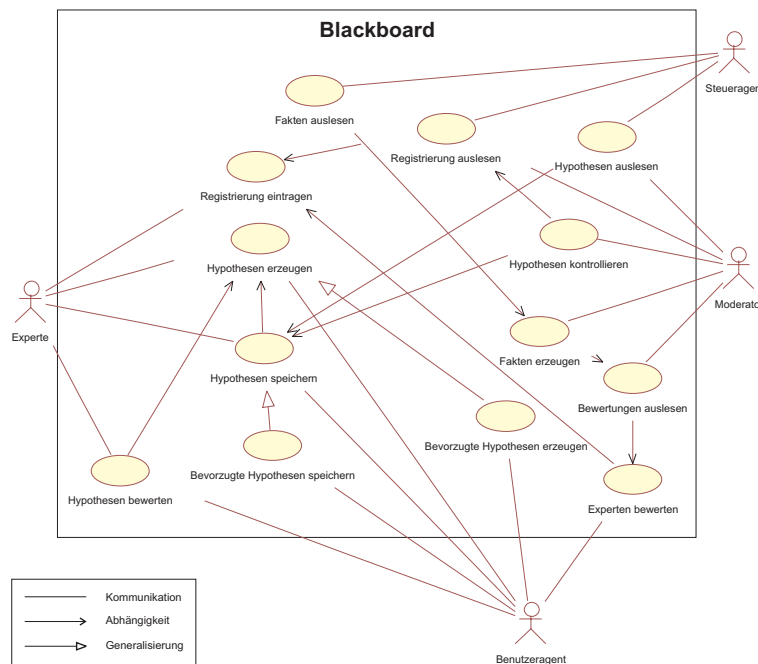 Blackboard
Steuerager
Fakten auslesen
Registrierung auslesen
Hypothesen auslesen
Registrierung eintragen
Hypothesen erzeugen
Hypothesen kontrollieren
Moderato
Experte
Fakten erzeugen
Hypothesen speichern
Bewertungen auslesen
Bevorzugte Hypothesen erzeugen
Bevorzugte Hypothesen speichern
Hypothesen bewerten
Experten bewerten
Kommunikation
Abhängigkeit
Generalisierung
Benutzeragent